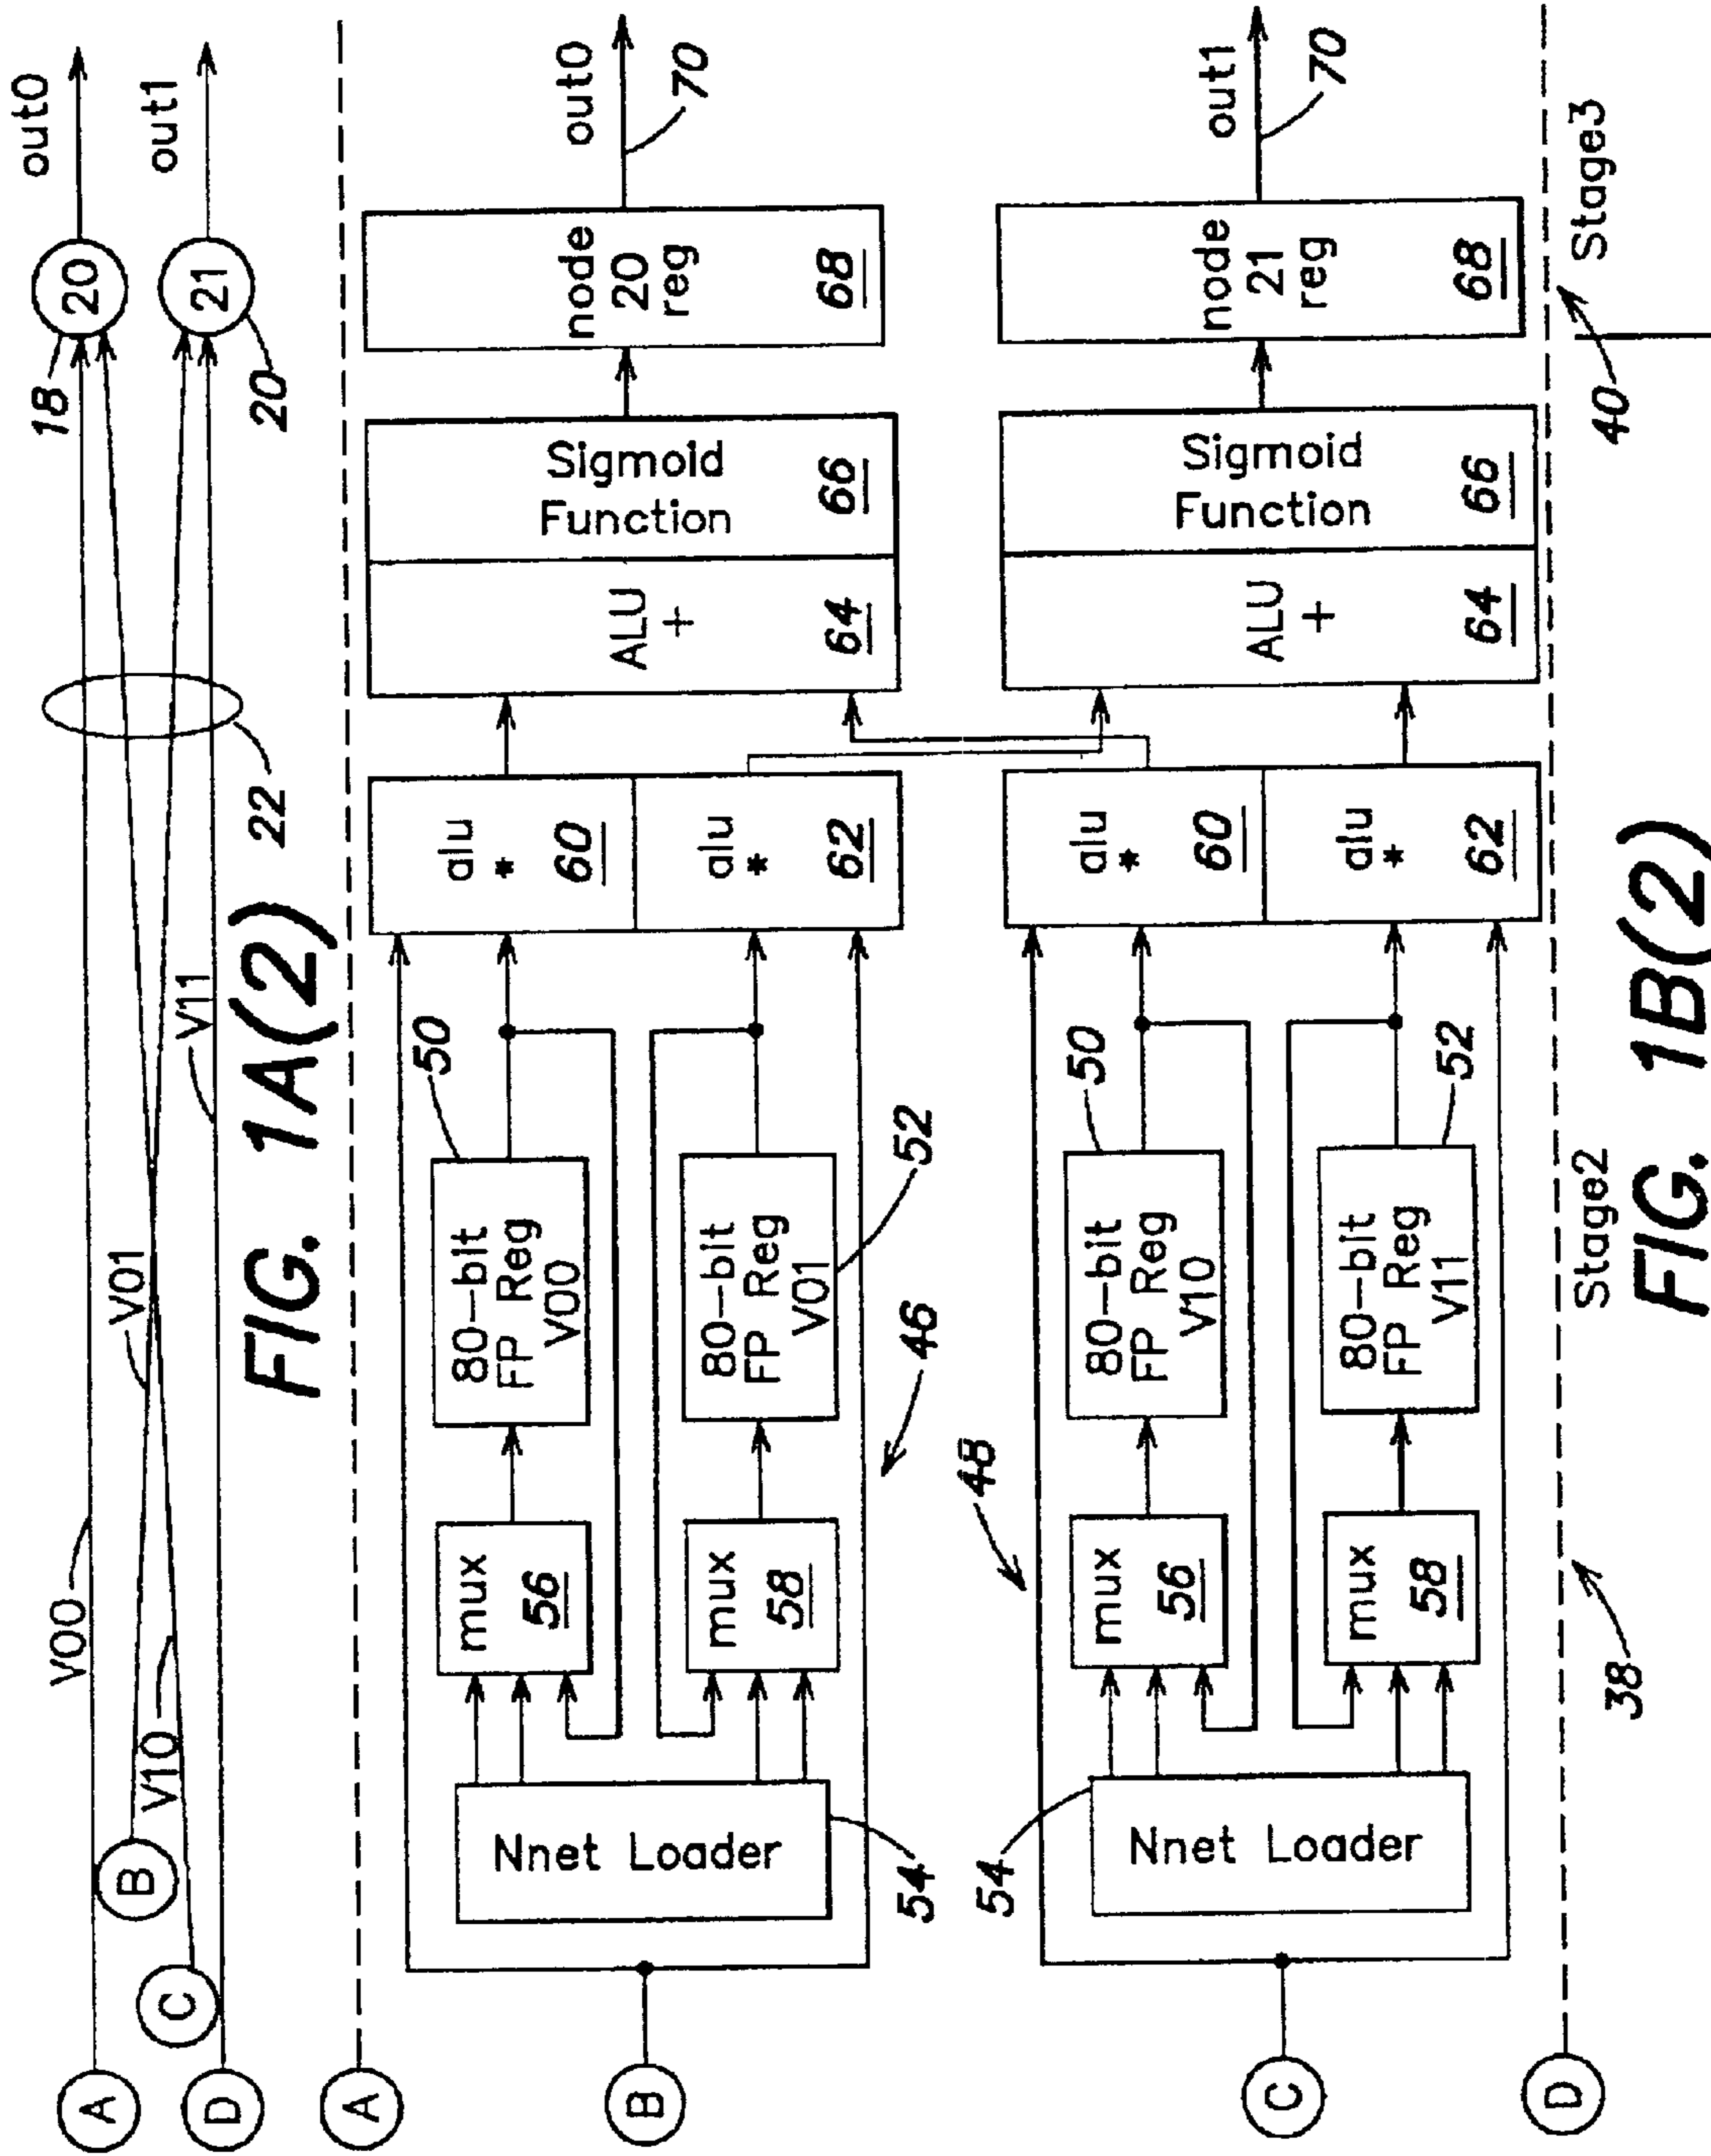 out0
20
18
out1
21
20
22
V11
V01
V00
V10
B
C
A
D
FIG. 1A(2)
A
out0
70
node
20
reg
68
Sigmoid
Function
66
ALU
+
64
alu
*
60
alu
*
62
50
80-bit
FP Reg
V00
52
80-bit
FP Reg
V01
46
mux
56
mux
58
Nnet Loader
54
B
out1
70
node
21
reg
68
Sigmoid
Function
66
ALU
+
64
alu
*
60
alu
*
62
50
80-bit
FP Reg
V10
52
80-bit
FP Reg
V11
48
mux
56
mux
58
Nnet Loader
54
C
D
Stage2
38
Stage3
40
FIG. 1B(2)